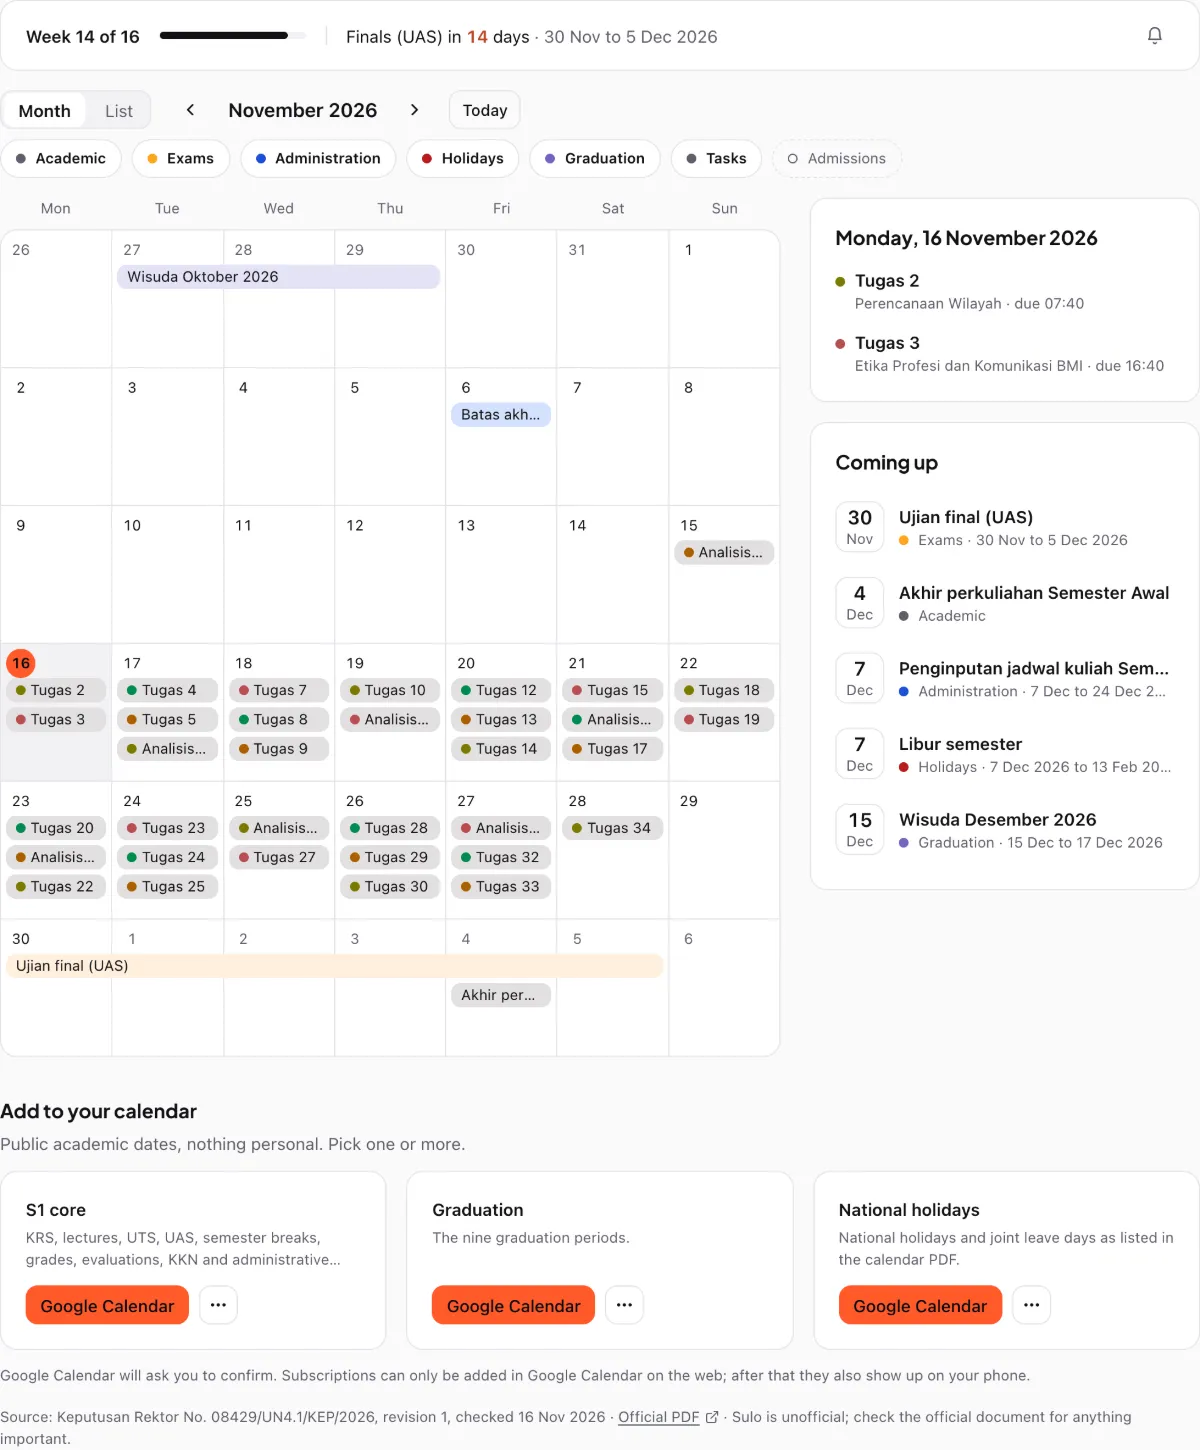 Week 14 of 16
Finals (UAS) in 14 days · 30 Nov to 5 Dec 2026
Month
List
November 2026
Today
Academic
Exams
Administration
Holidays
Graduation
Tasks
Admissions
Mon Tue Wed Thu Fri Sat Sun
26 27 28 29 30 31 1
Wisuda Oktober 2026
2 3 4 5 6 7 8
Batas akh...
9 10 11 12 13 14 15
Analisis...
16 17 18 19 20 21 22
Tugas 2 Tugas 4 Tugas 7 Tugas 10 Tugas 12 Tugas 15 Tugas 18
Tugas 3 Tugas 5 Tugas 8 Analisis... Tugas 13 Analisis... Tugas 19
Analisis... Tugas 9 Tugas 14 Tugas 17
23 24 25 26 27 28 29
Tugas 20 Tugas 23 Analisis... Tugas 28 Analisis... Tugas 34
Analisis... Tugas 24 Tugas 27 Tugas 29 Tugas 32
Tugas 22 Tugas 25 Tugas 30 Tugas 33
30 1 2 3 4 5 6
Ujian final (UAS)
Akhir per...
Monday, 16 November 2026
Tugas 2
Perencanaan Wilayah · due 07:40
Tugas 3
Etika Profesi dan Komunikasi BMI · due 16:40
Coming up
30 Nov
Ujian final (UAS)
Exams · 30 Nov to 5 Dec 2026
4 Dec
Akhir perkuliahan Semester Awal
Academic
7 Dec
Penginputan jadwal kuliah Sem...
Administration · 7 Dec to 24 Dec 2...
7 Dec
Libur semester
Holidays · 7 Dec 2026 to 13 Feb 20...
15 Dec
Wisuda Desember 2026
Graduation · 15 Dec to 17 Dec 2026
Add to your calendar
Public academic dates, nothing personal. Pick one or more.
S1 core
KRS, lectures, UTS, UAS, semester breaks,
grades, evaluations, KKN and administrative...
Google Calendar
Graduation
The nine graduation periods.
Google Calendar
National holidays
National holidays and joint leave days as listed in
the calendar PDF.
Google Calendar
Google Calendar will ask you to confirm. Subscriptions can only be added in Google Calendar on the web; after that they also show up on your phone.
Source: Keputusan Rektor No. 08429/UN4.1/KEP/2026, revision 1, checked 16 Nov 2026 · Official PDF · Sulo is unofficial; check the official document for anything
important.